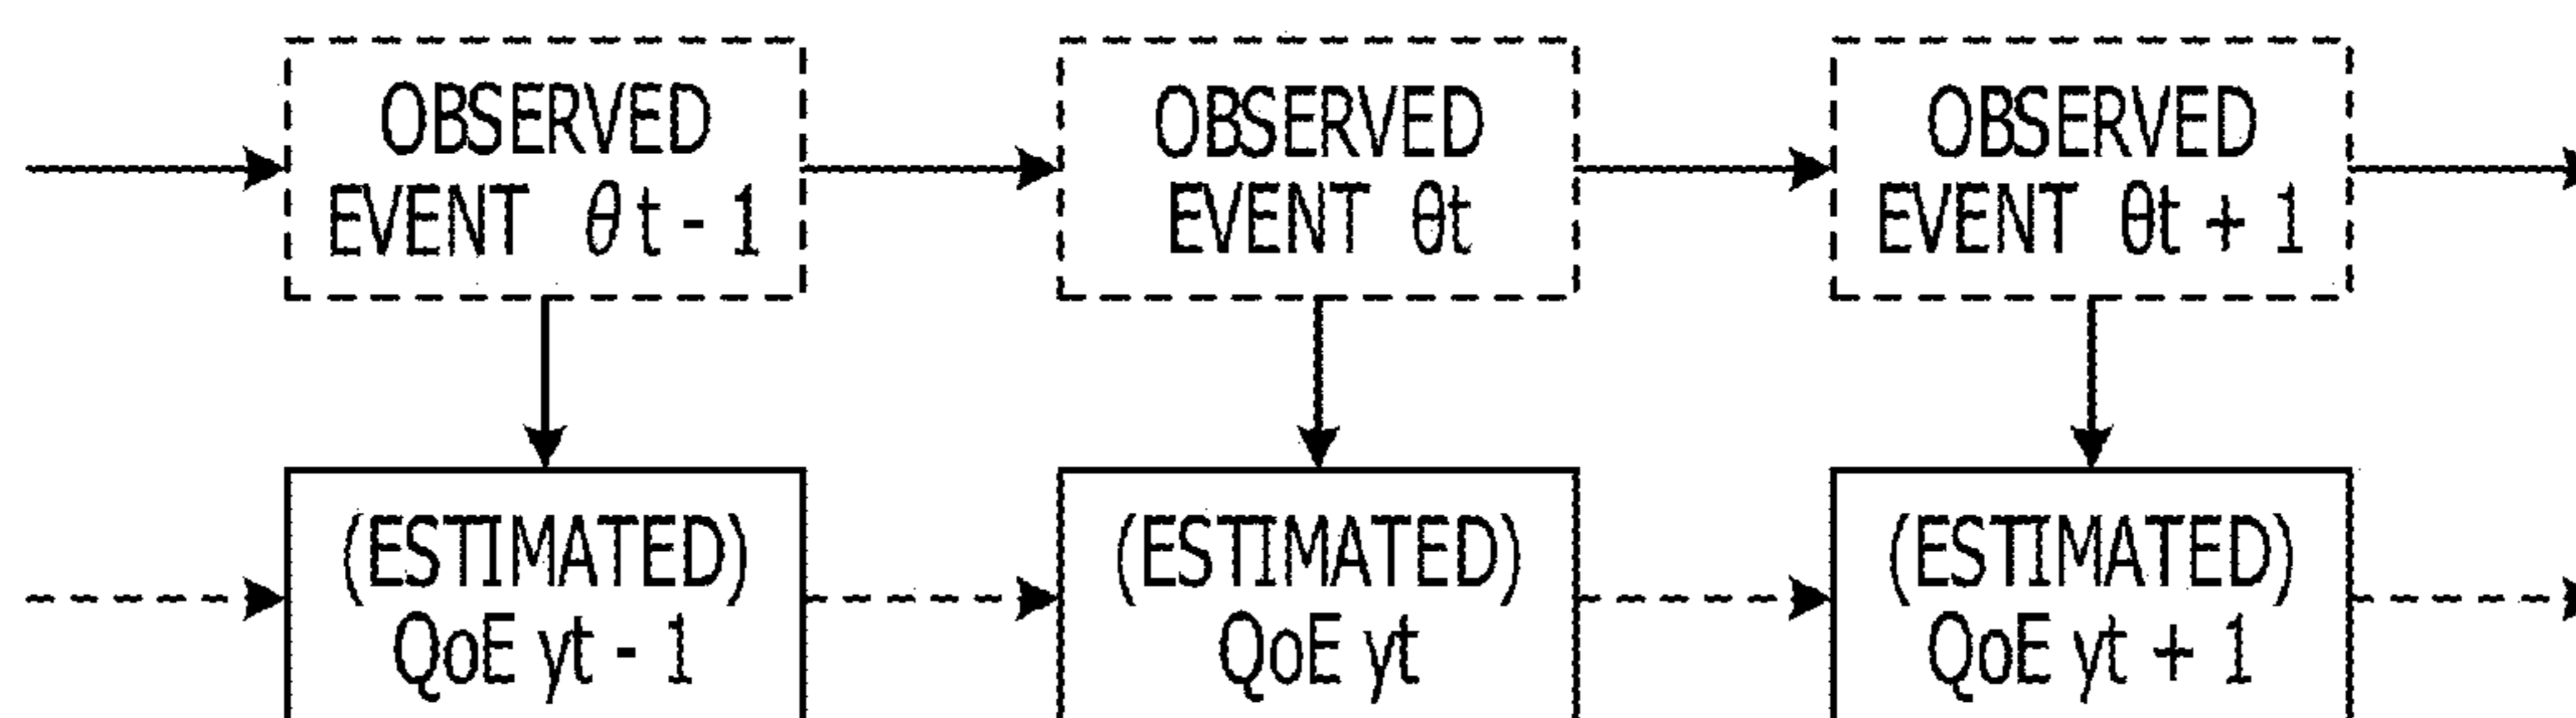 OBSERVED
EVENT θt - 1
OBSERVED
EVENT θt
OBSERVED
EVENT θt + 1
(ESTIMATED)
QoE yt - 1
(ESTIMATED)
QoE yt
(ESTIMATED)
QoE yt + 1